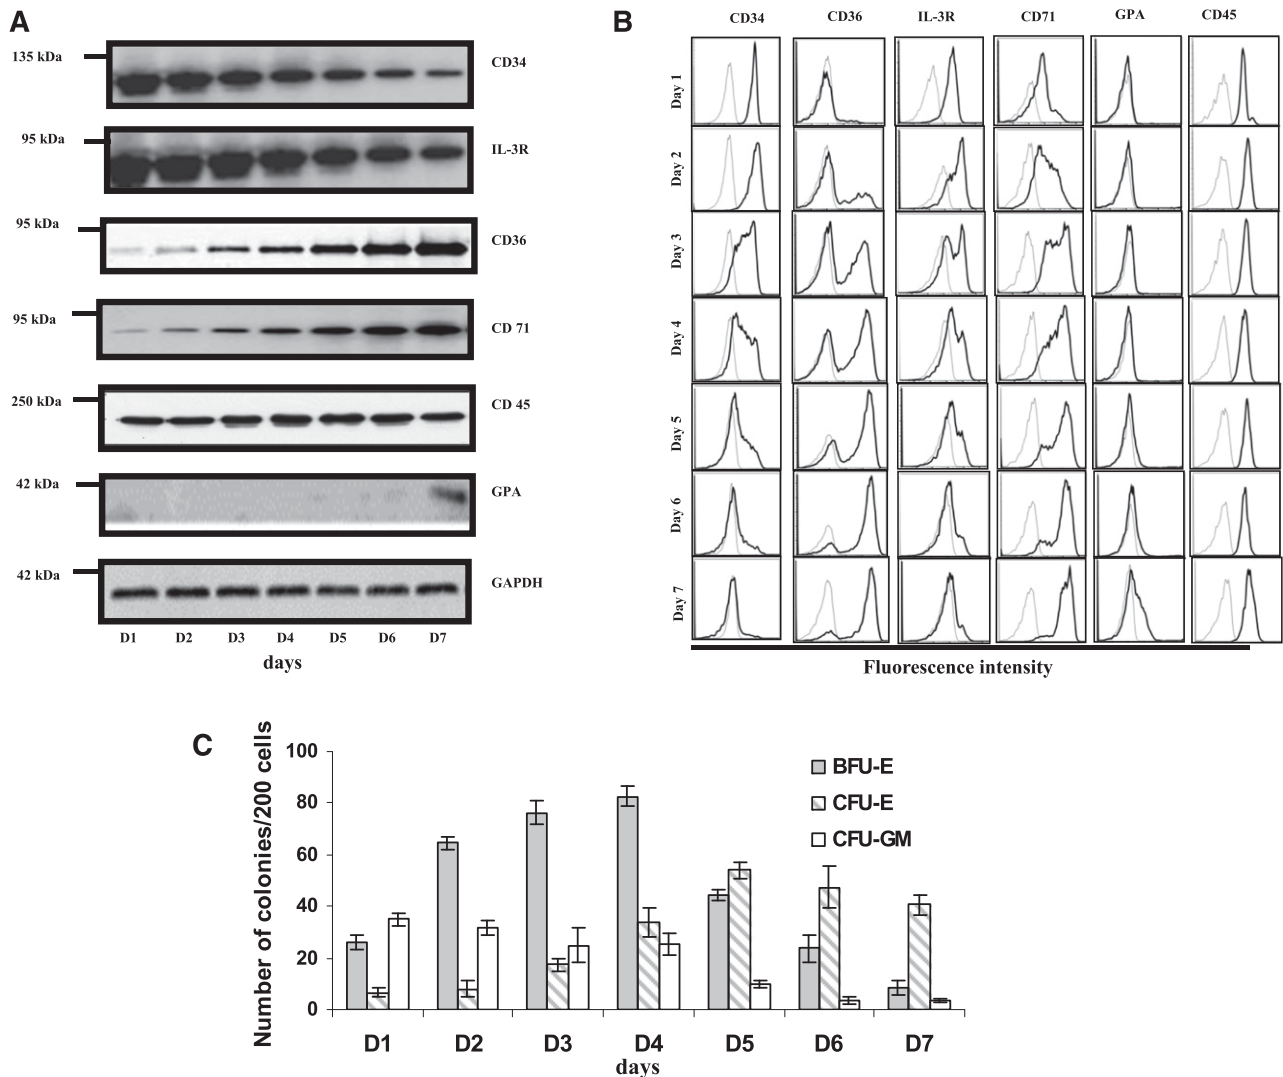 A
135 kDa
CD34
95 kDa
IL-3R
95 kDa
CD36
95 kDa
CD 71
250 kDa
CD 45
42 kDa
GPA
42 kDa
GAPDH
D1 D2 D3 D4 D5 D6 D7
days
B
CD34 CD36 IL-3R CD71 GPA CD45
Day 1
Day 2
Day 3
Day 4
Day 5
Day 6
Day 7
Fluorescence intensity
C
Number of colonies/200 cells
100
80
60
40
20
0
BFU-E
CFU-E
CFU-GM
D1 D2 D3 D4 D5 D6 D7
days